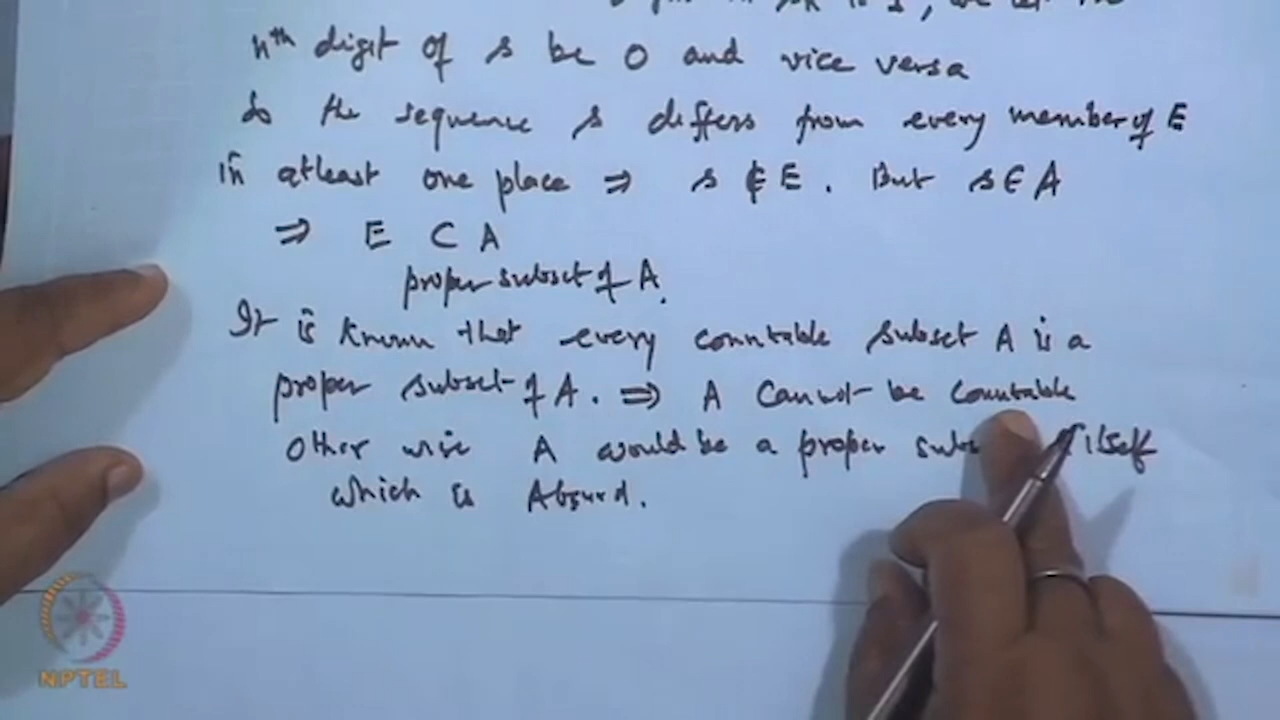 nth digit of s be 0 and vice versa
So the sequence s differs from every member of E
in atleast one place ⇒ s ∉ E. But s ∈ A
⇒ E ⊂ A
proper subset of A.
It is known that every countable subset A is a
proper subset of A. ⇒ A cannot be countable
Other wise A would be a proper itself
which is Absurd.
NPTEL